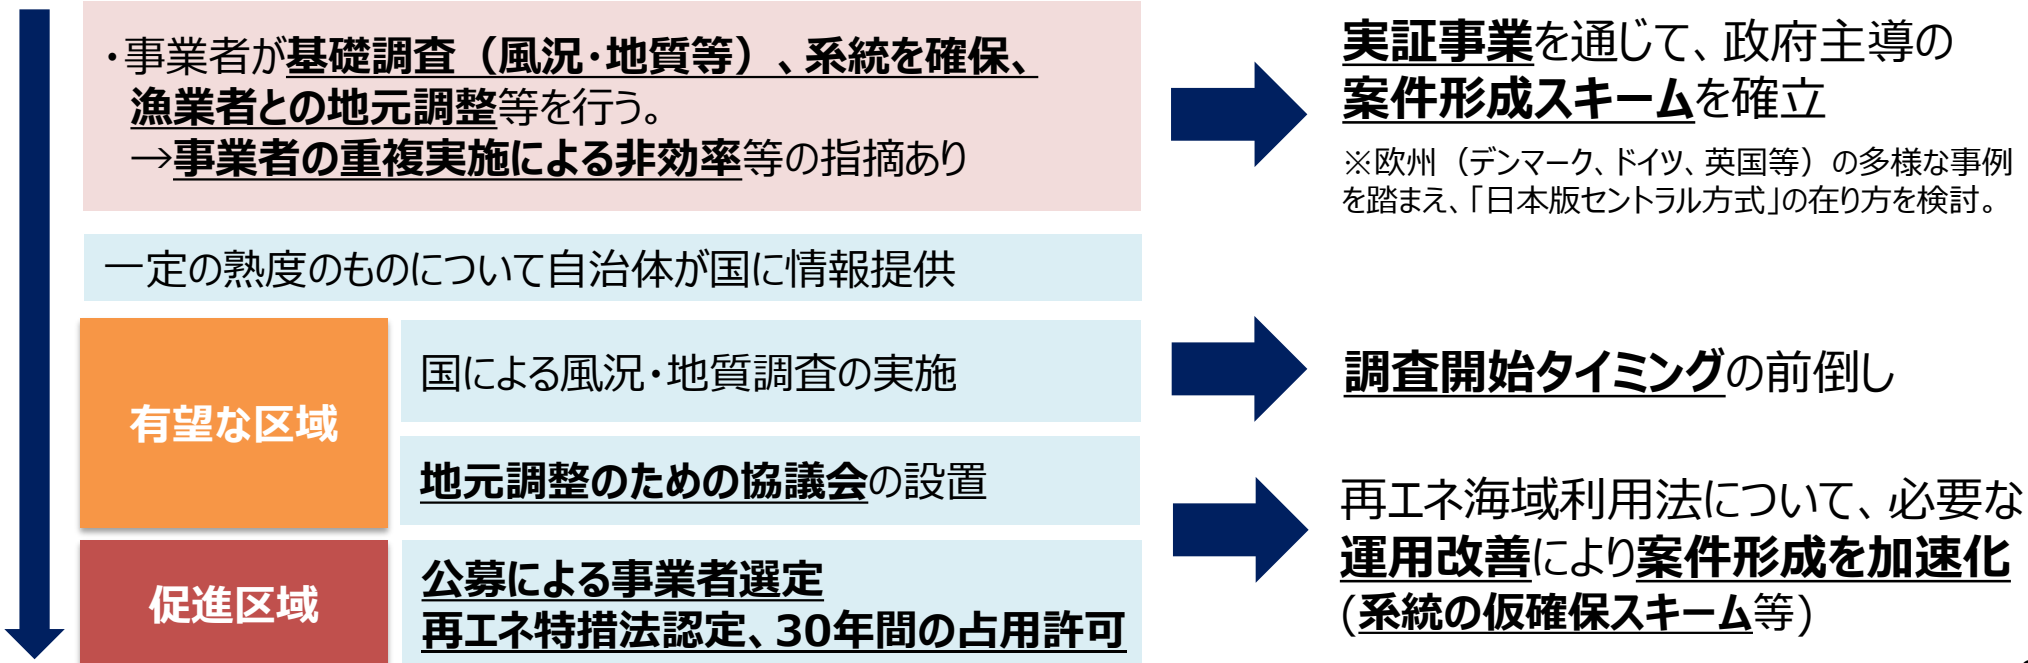 ・事業者が基礎調査（風況・地質等）、系統を確保、
漁業者との地元調整等を行う。
→事業者の重複実施による非効率等の指摘あり
実証事業を通じて、政府主導の
案件形成スキームを確立
※欧州（デンマーク、ドイツ、英国等）の多様な事例
を踏まえ、「日本版セントラル方式」の在り方を検討。
一定の熟度のものについて自治体が国に情報提供
有望な区域
国による風況・地質調査の実施
調査開始タイミングの前倒し
地元調整のための協議会の設置
再エネ海域利用法について、必要な
運用改善により案件形成を加速化
(系統の仮確保スキーム等)
促進区域
公募による事業者選定
再エネ特措法認定、30年間の占用許可